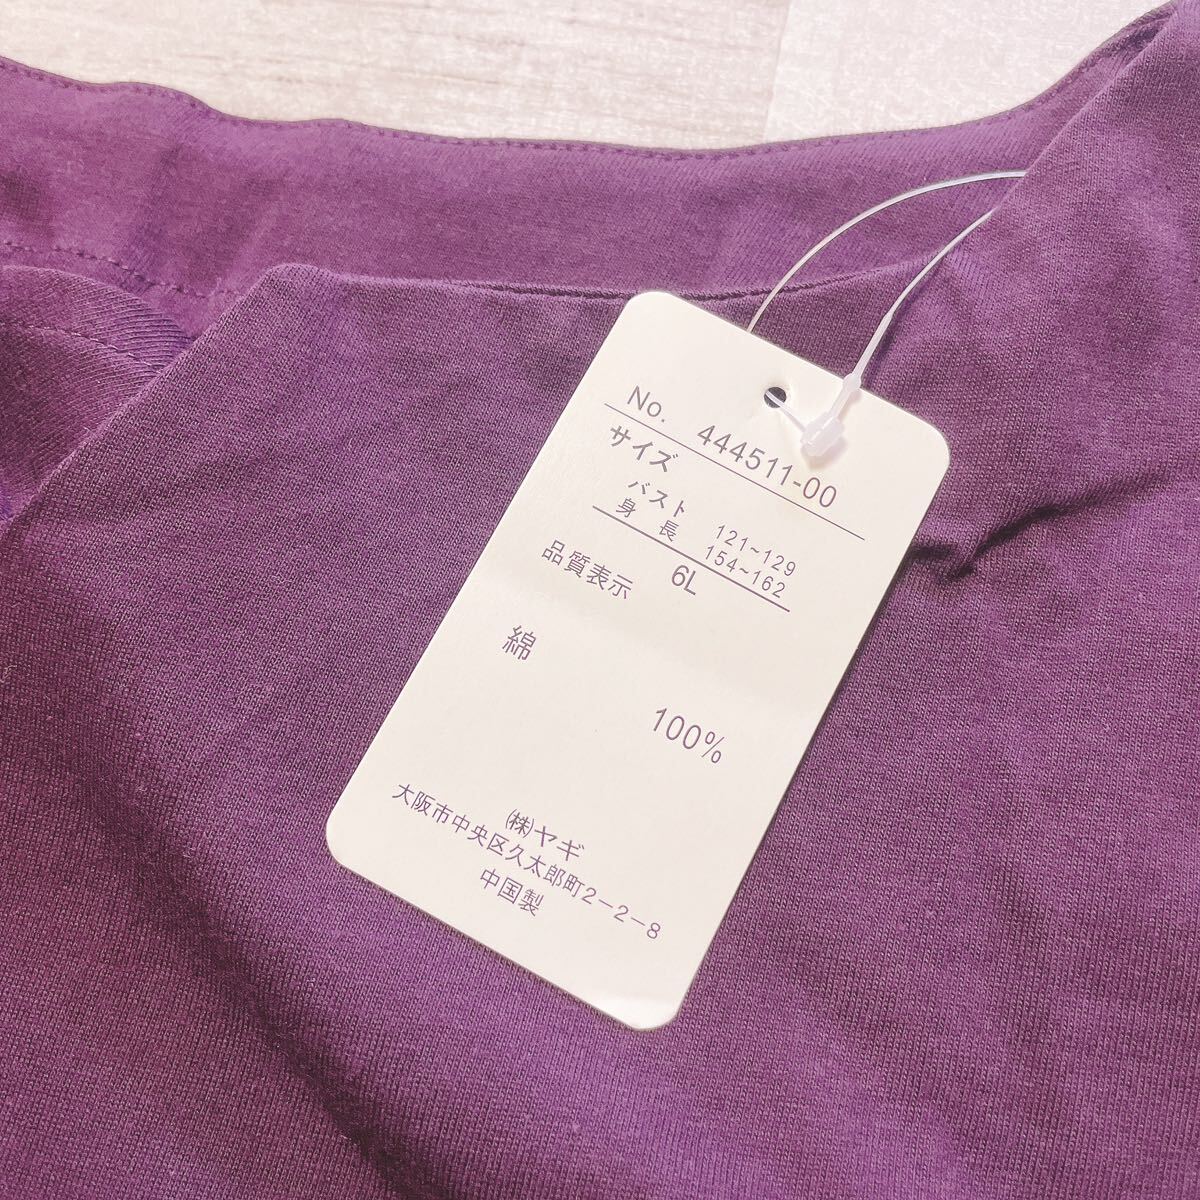 No. 444511-00
サイズ
バスト 121~129
身長 154~162
6L
品質表示
綿 100%
㈱ヤギ
大阪市中央区久太郎町2-2-8
中国製